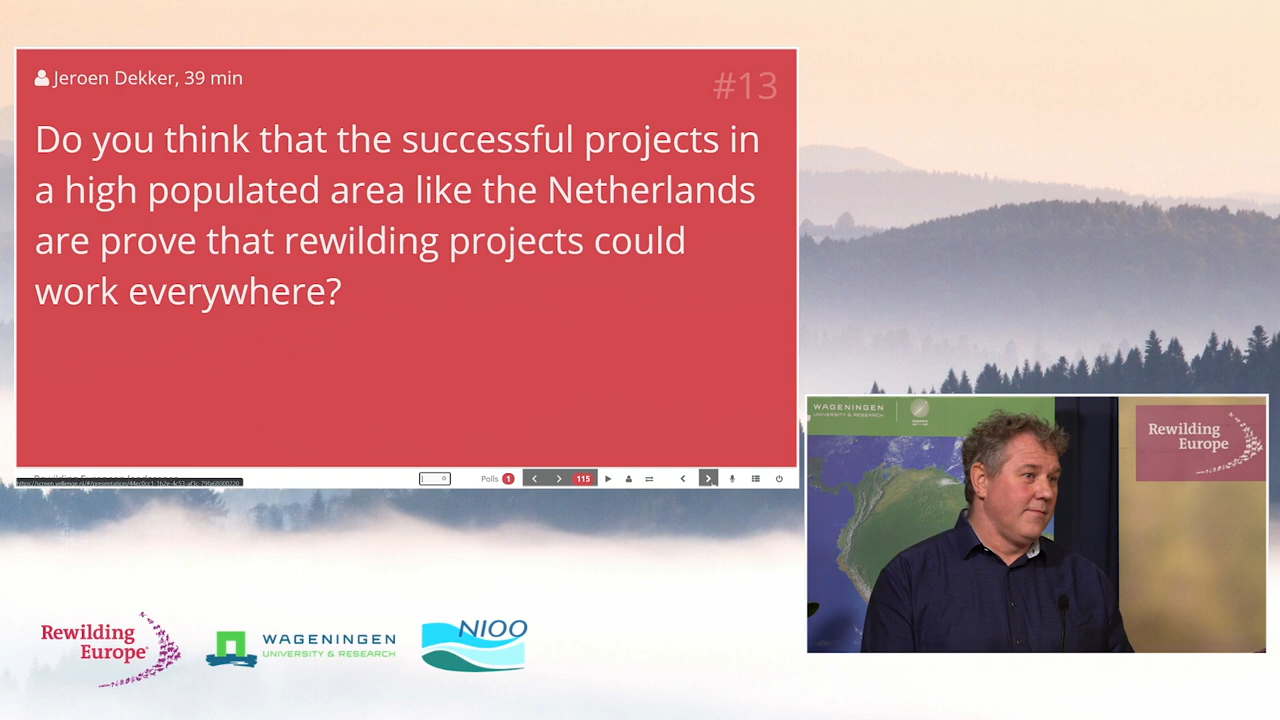 Jeroen Dekker, 39 min
#13
Do you think that the successful projects in
a high populated area like the Netherlands
are prove that rewilding projects could
work everywhere?
Polls 1
115
WAGENINGEN
UNIVERSITY & RESEARCH
Rewilding
Europe
Rewilding
Europe
WAGENINGEN
UNIVERSITY & RESEARCH
NIOO